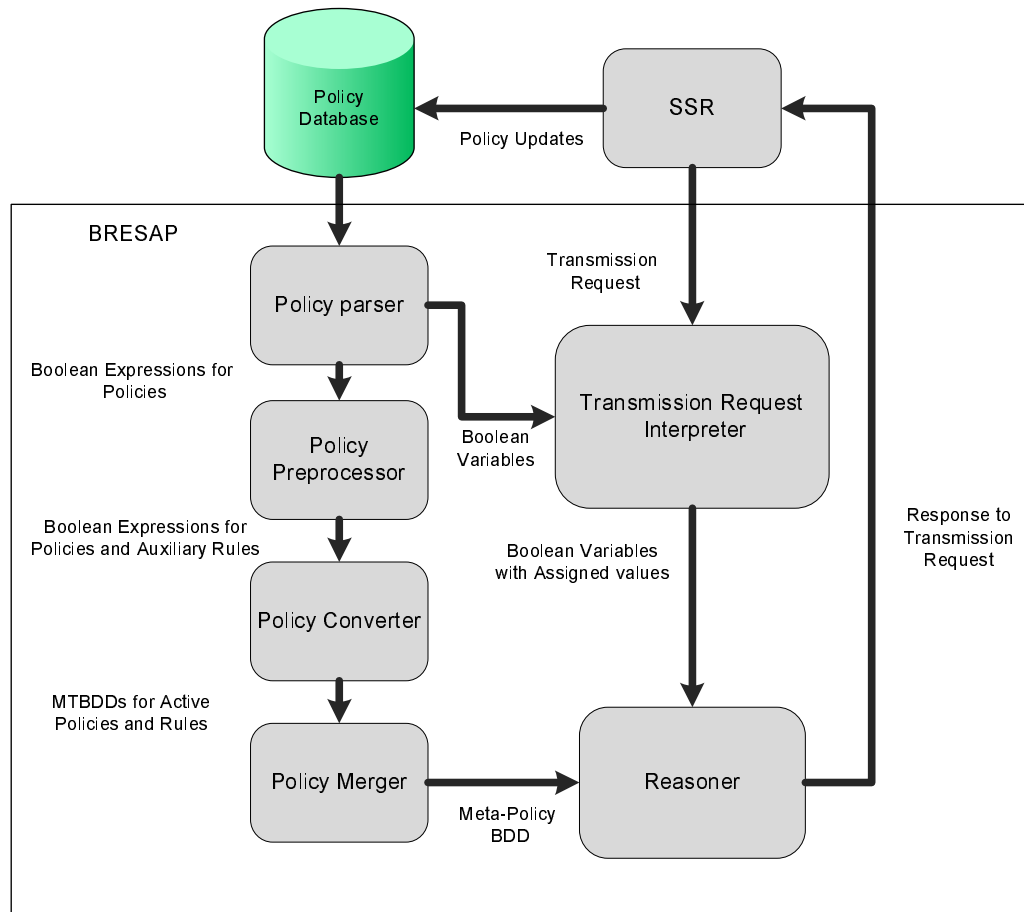 Policy
Database
SSR
Policy Updates
BRESAP
Transmission
Request
Policy parser
Boolean Expressions for
Policies
Transmission Request
Interpreter
Boolean
Variables
Policy
Preprocessor
Boolean Expressions for
Policies and Auxiliary Rules
Boolean Variables
with Assigned values
Response to
Transmission
Request
Policy Converter
MTBDDs for Active
Policies and Rules
Policy Merger
Meta-Policy
BDD
Reasoner